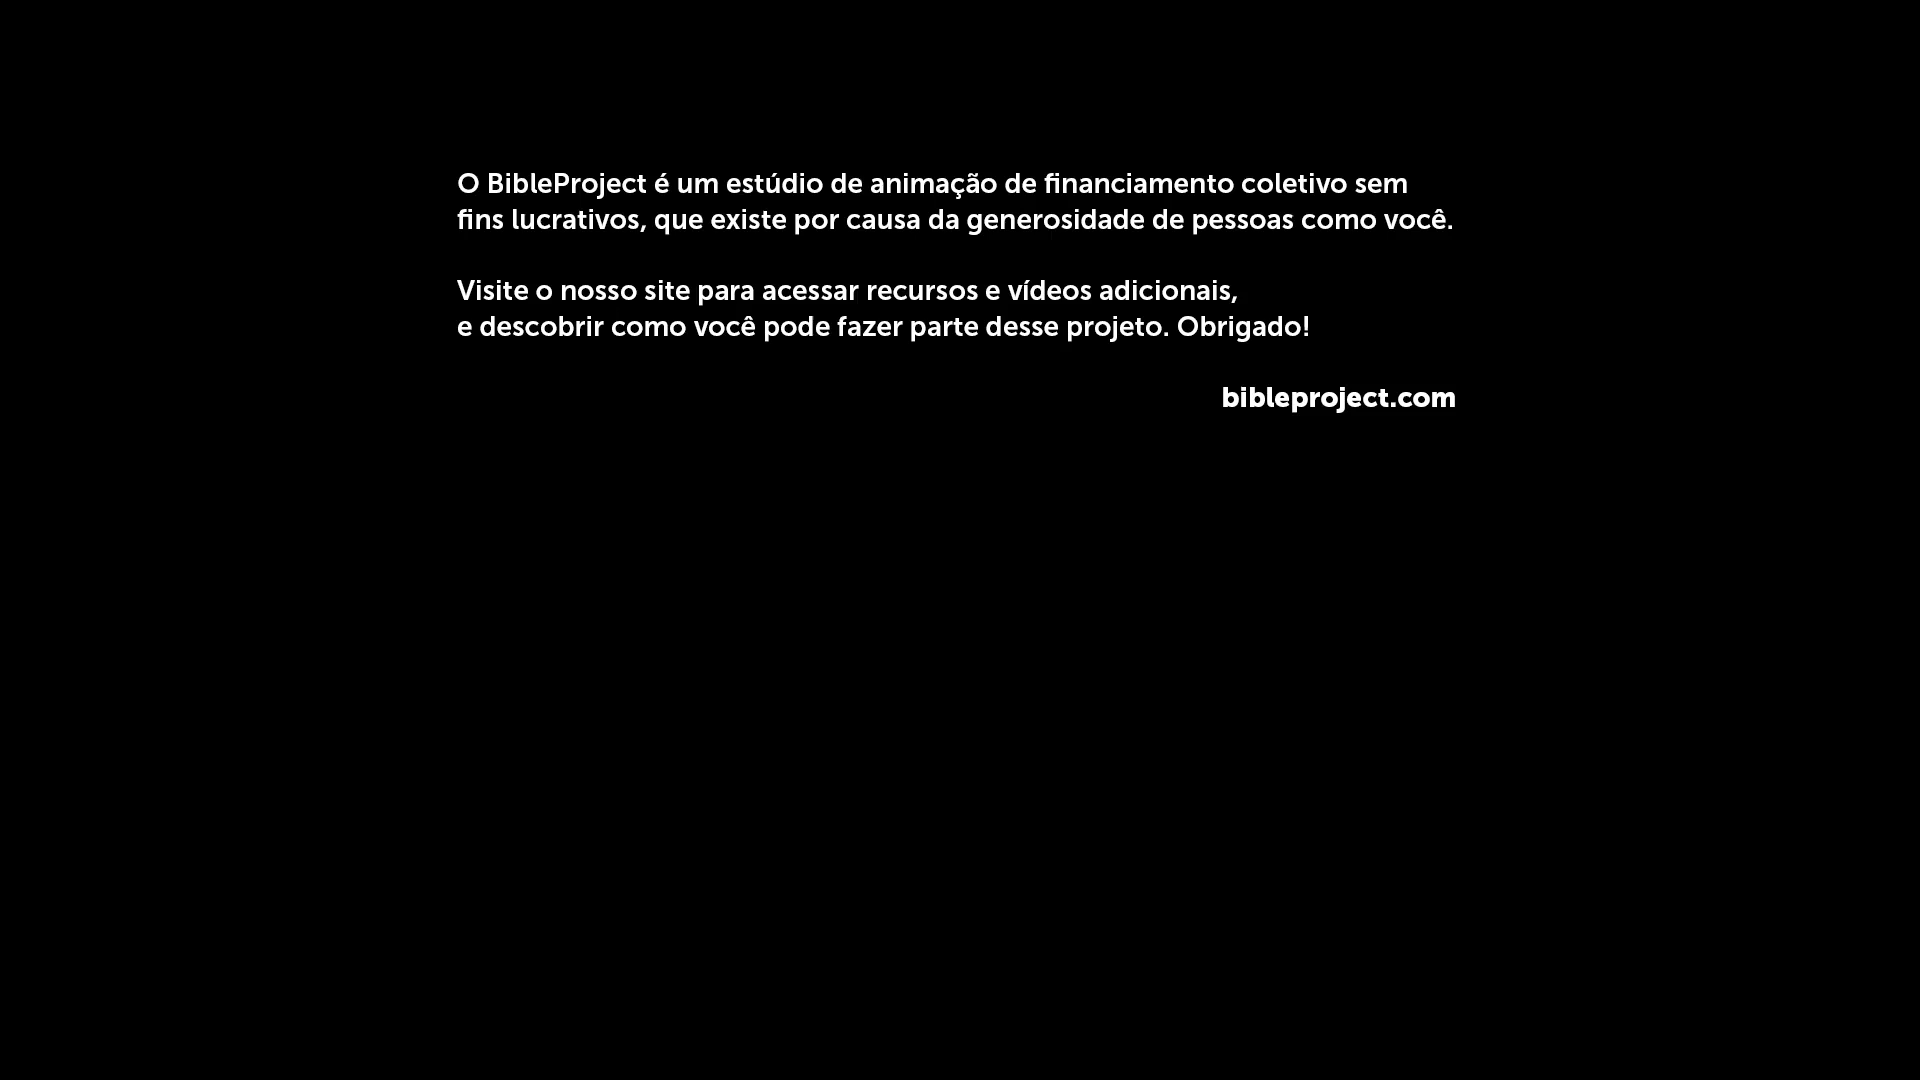 O BibleProject é um estúdio de animação de financiamento coletivo sem
fins lucrativos, que existe por causa da generosidade de pessoas como você.
Visite o nosso site para acessar recursos e vídeos adicionais,
e descobrir como você pode fazer parte desse projeto. Obrigado!
bibleproject.com